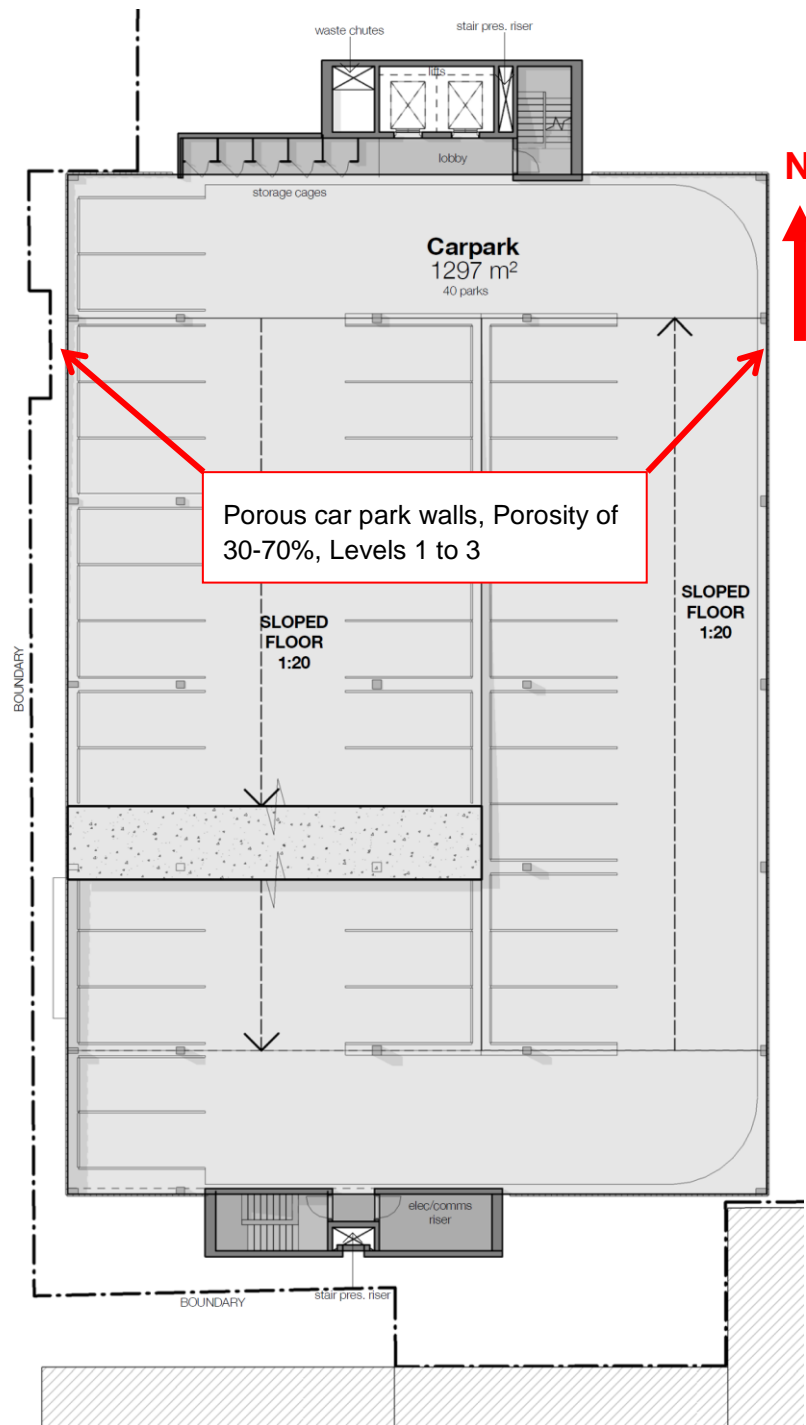 waste chutes
stair pres. riser
lifts
lobby
N
storage cages
Carpark
1297 m²
40 parks
Porous car park walls, Porosity of
30-70%, Levels 1 to 3
SLOPED
FLOOR
1:20
SLOPED
FLOOR
1:20
BOUNDARY
elec/comms
riser
stair pres. riser
BOUNDARY